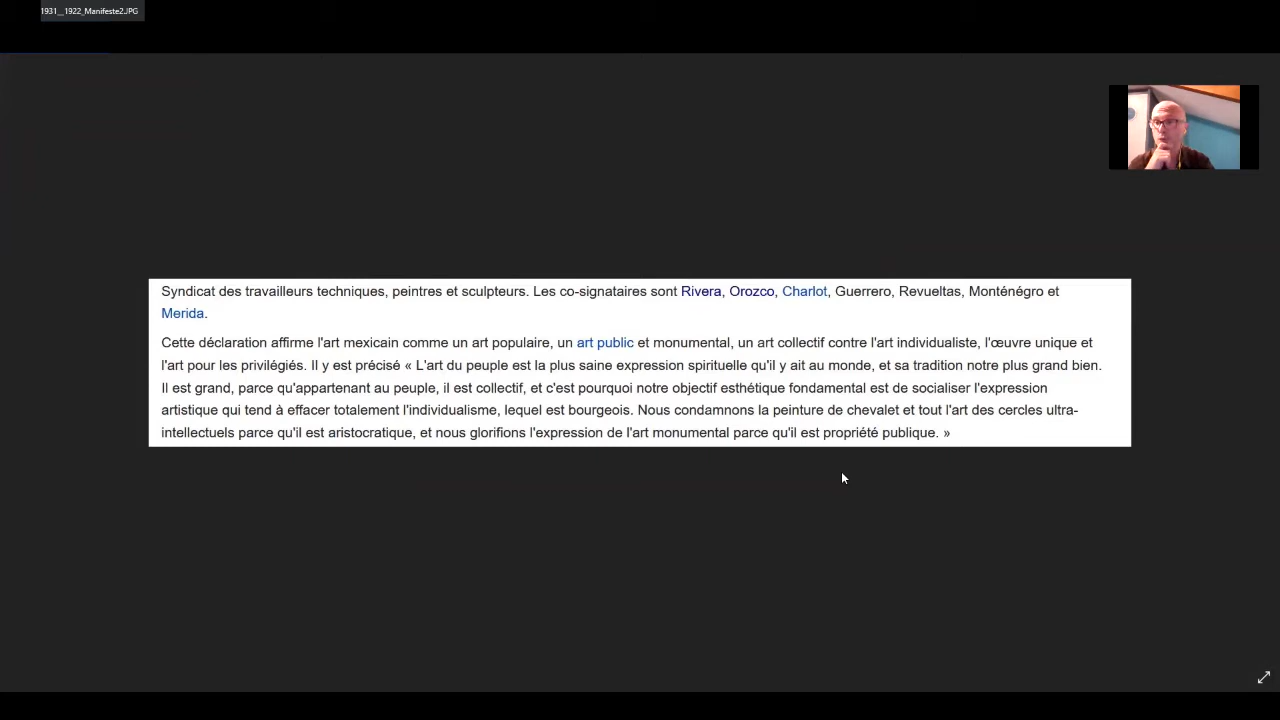 1931__1922_Manifeste2.JPG
Syndicat des travailleurs techniques, peintres et sculpteurs. Les co-signataires sont Rivera, Orozco, Charlot, Guerrero, Revueltas, Monténégro et
Merida.
Cette déclaration affirme l'art mexicain comme un art populaire, un art public et monumental, un art collectif contre l'art individualiste, l'œuvre unique et
l'art pour les privilégiés. Il y est précisé « L'art du peuple est la plus saine expression spirituelle qu'il y ait au monde, et sa tradition notre plus grand bien.
Il est grand, parce qu'appartenant au peuple, il est collectif, et c'est pourquoi notre objectif esthétique fondamental est de socialiser l'expression
artistique qui tend à effacer totalement l'individualisme, lequel est bourgeois. Nous condamnons la peinture de chevalet et tout l'art des cercles ultra-
intellectuels parce qu'il est aristocratique, et nous glorifions l'expression de l'art monumental parce qu'il est propriété publique. »